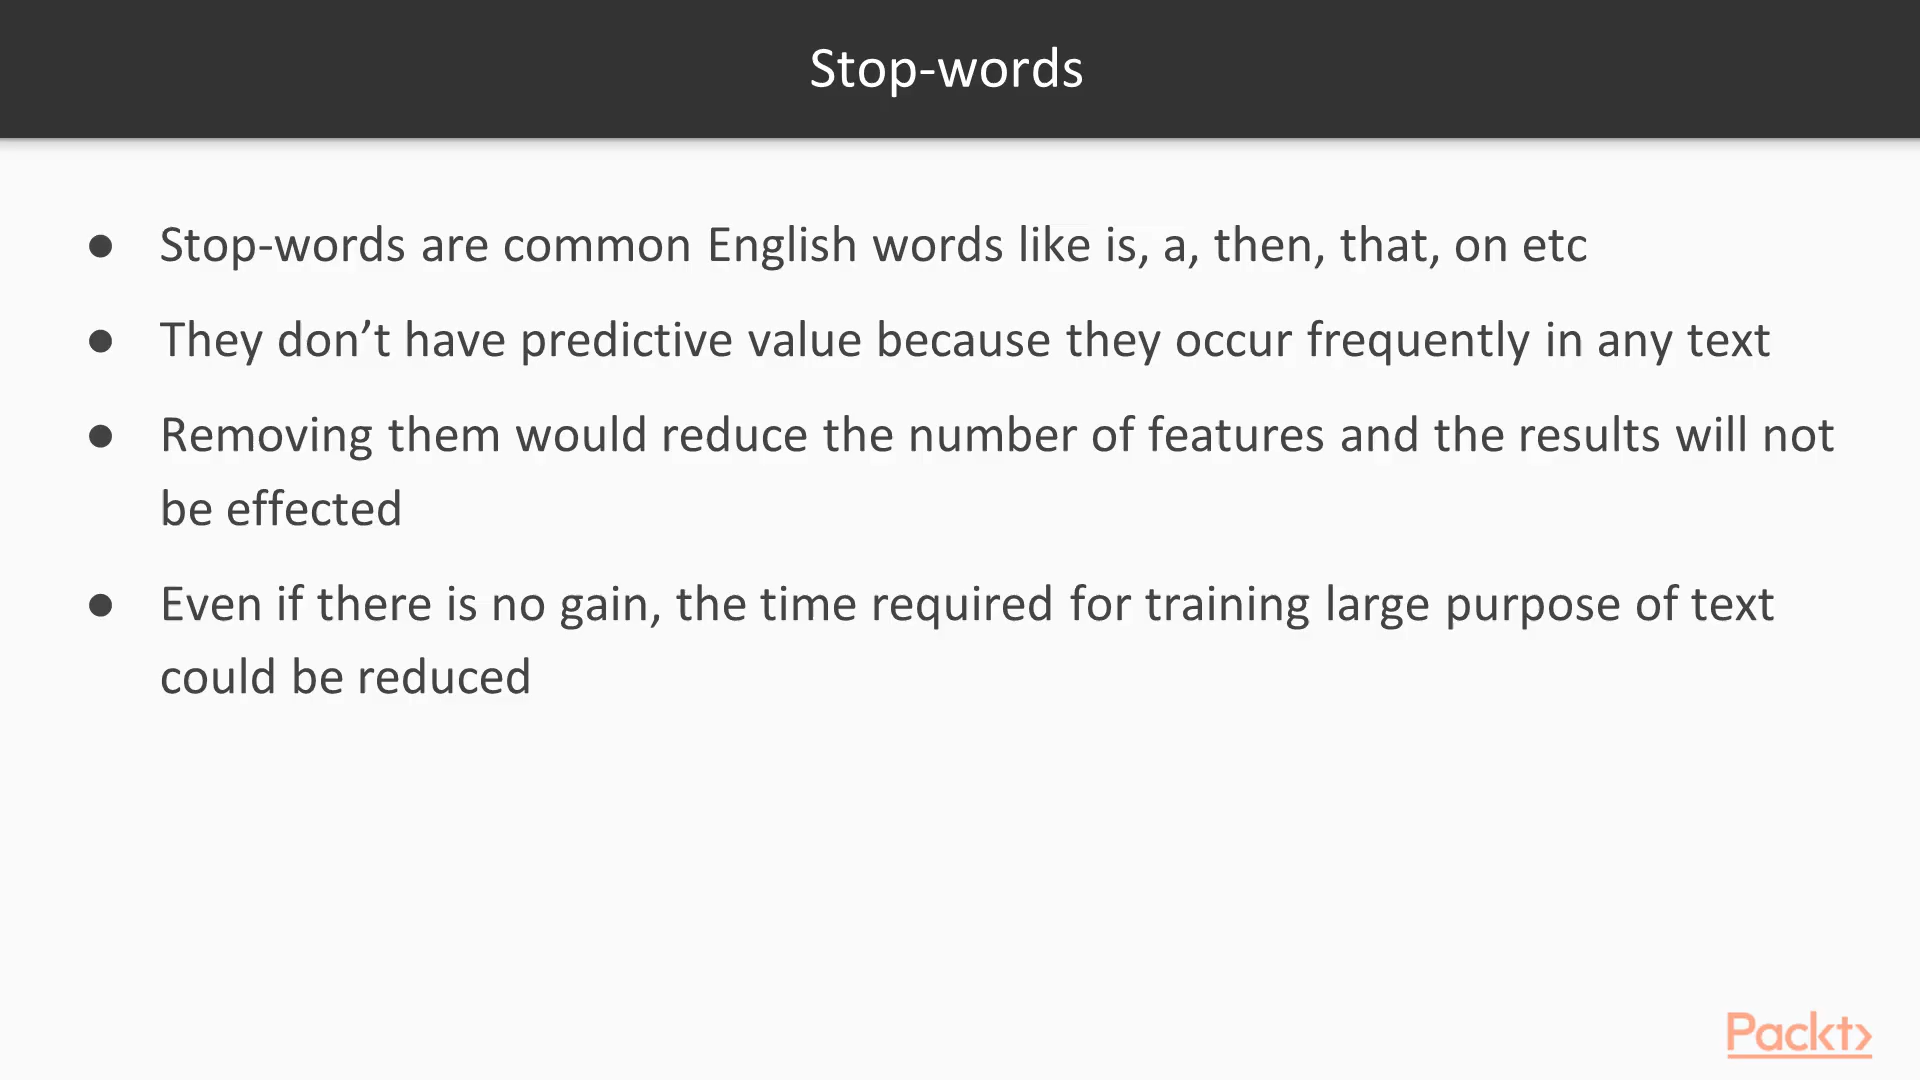 Stop-words
● Stop-words are common English words like is, a, then, that, on etc
● They don’t have predictive value because they occur frequently in any text
● Removing them would reduce the number of features and the results will not
be effected
● Even if there is no gain, the time required for training large purpose of text
could be reduced
Packt>